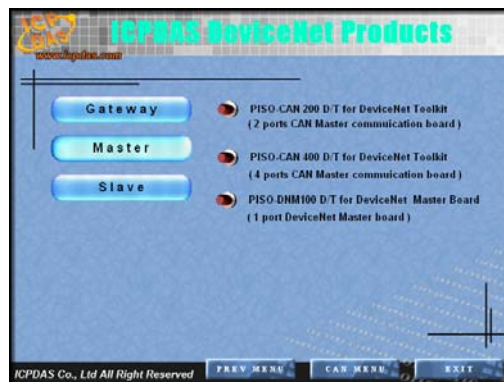 ICP DAS
ICPDAS DeviceNet Products
www.icpdas.com
Gateway
Master
Slave
PISO-CAN 200 D/T for DeviceNet Toolkit
( 2 ports CAN Master commuication board )
PISO-CAN 400 D/T for DeviceNet Toolkit
( 4 ports CAN Master commuication board )
PISO-DNM100 D/T for DeviceNet Master Board
( 1 port DeviceNet Master board )
ICPDAS Co., Ltd All Right Reserved
PREV MENU
CAN MENU
EXIT